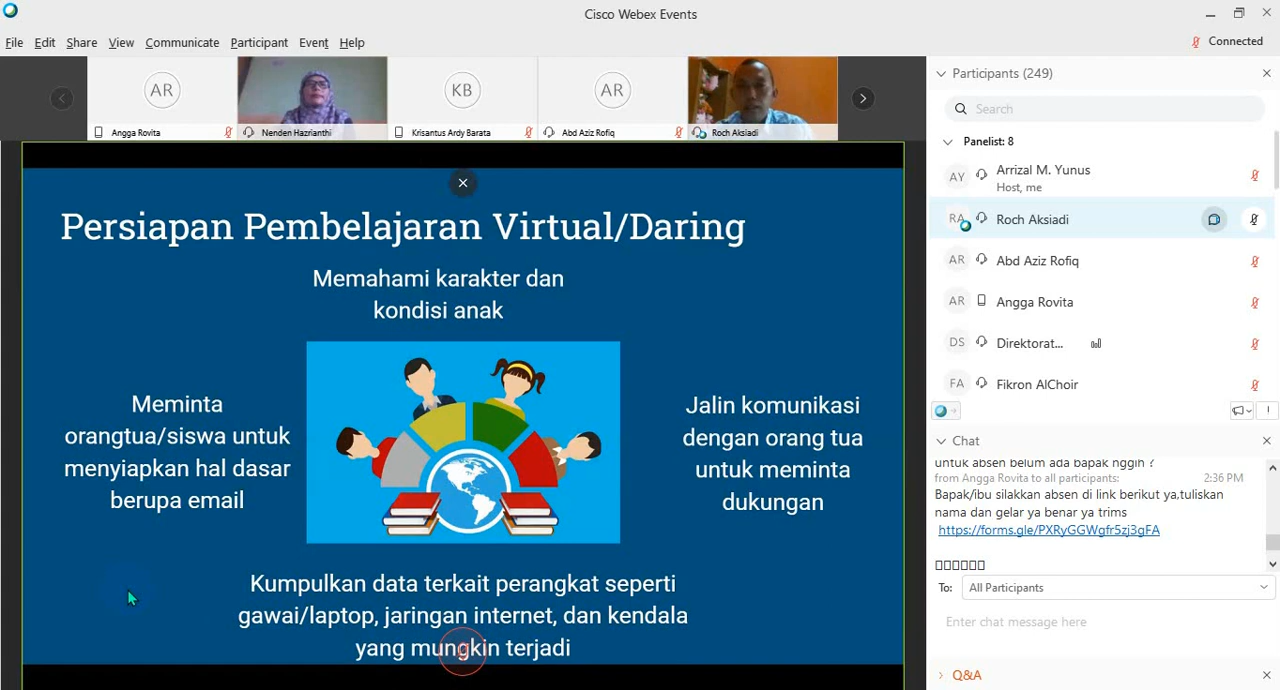 Cisco Webex Events
File Edit Share View Communicate Participant Event Help
Connected
AR
KB
AR
Angga Rovita
Nenden Hazrianthi
Krisantus Ardy Barata
Abd Aziz Rofiq
Roch Aksiadi
Persiapan Pembelajaran Virtual/Daring
Memahami karakter dan
kondisi anak
Meminta
orangtua/siswa untuk
menyiapkan hal dasar
berupa email
Jalin komunikasi
dengan orang tua
untuk meminta
dukungan
Kumpulkan data terkait perangkat seperti
gawai/laptop, jaringan internet, dan kendala
yang mungkin terjadi
Participants (249)
Search
Panelist: 8
AY Arrizal M. Yunus
Host, me
RA Roch Aksiadi
AR Abd Aziz Rofiq
AR Angga Rovita
DS Direktorat...
FA Fikron AlChoir
Chat
untuk absen belum ada bapak nggih ?
from Angga Rovita to all participants: 2:36 PM
Bapak/ibu silakkan absen di link berikut ya,tuliskan
nama dan gelar ya benar ya trims
https://forms.gle/PXRyGGWgfr5zj3gFA
To: All Participants
Enter chat message here
Q&A